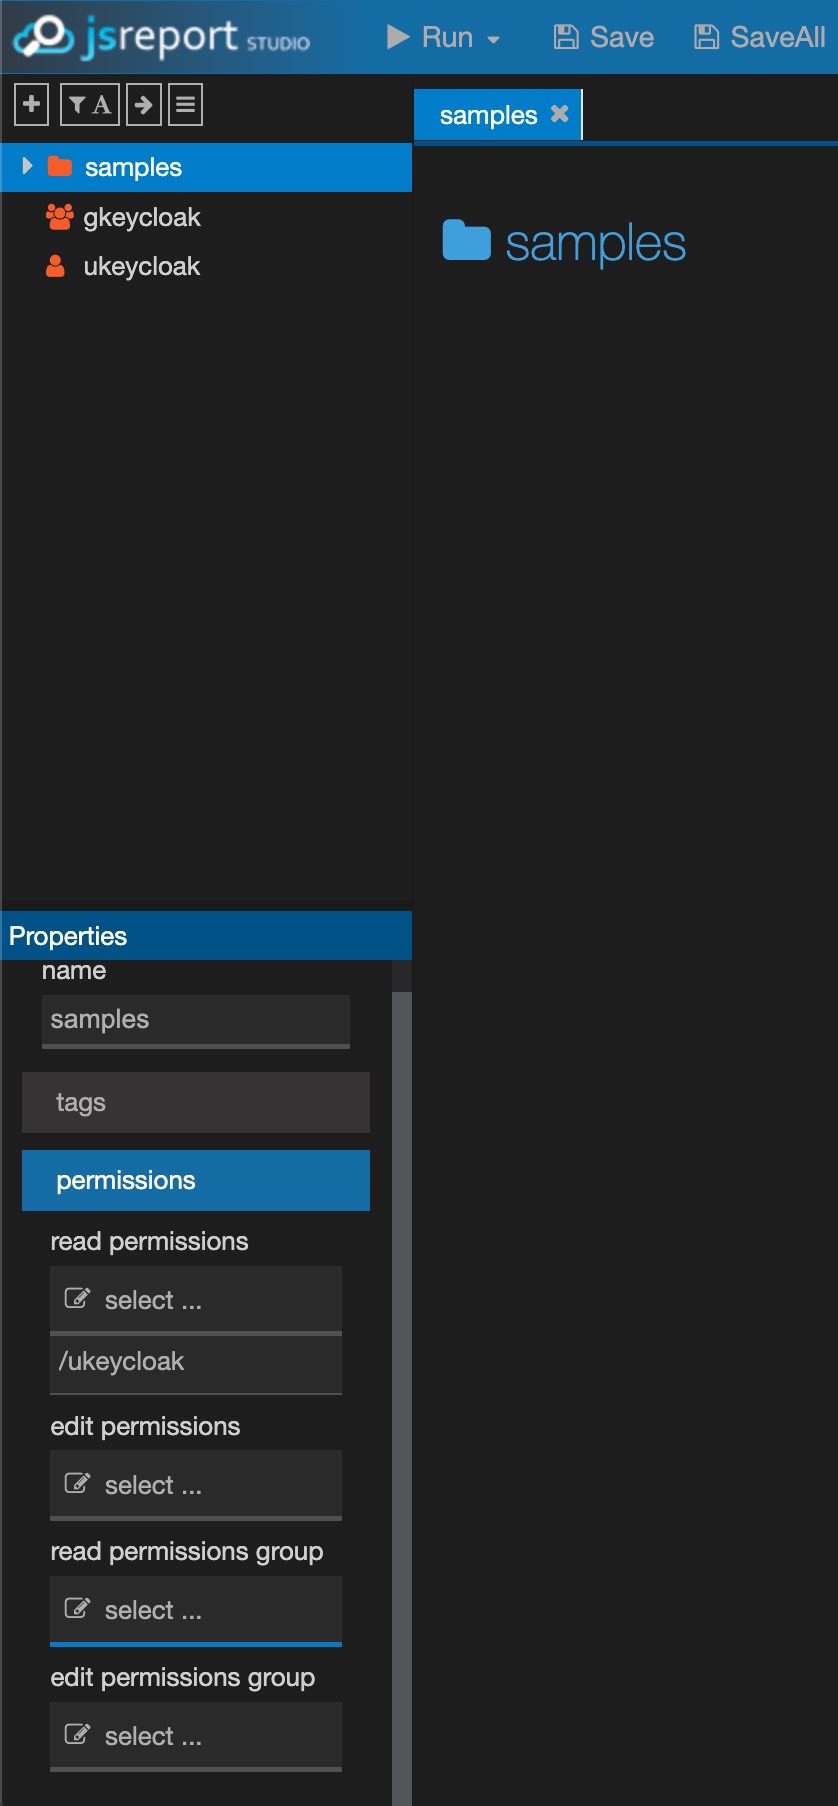 jsreport STUDIO Run Save SaveAll
A
samples
samples
gkeycloak
ukeycloak
samples
Properties
name
samples
tags
permissions
read permissions
select ...
/ukeycloak
edit permissions
select ...
read permissions group
select ...
edit permissions group
select ...